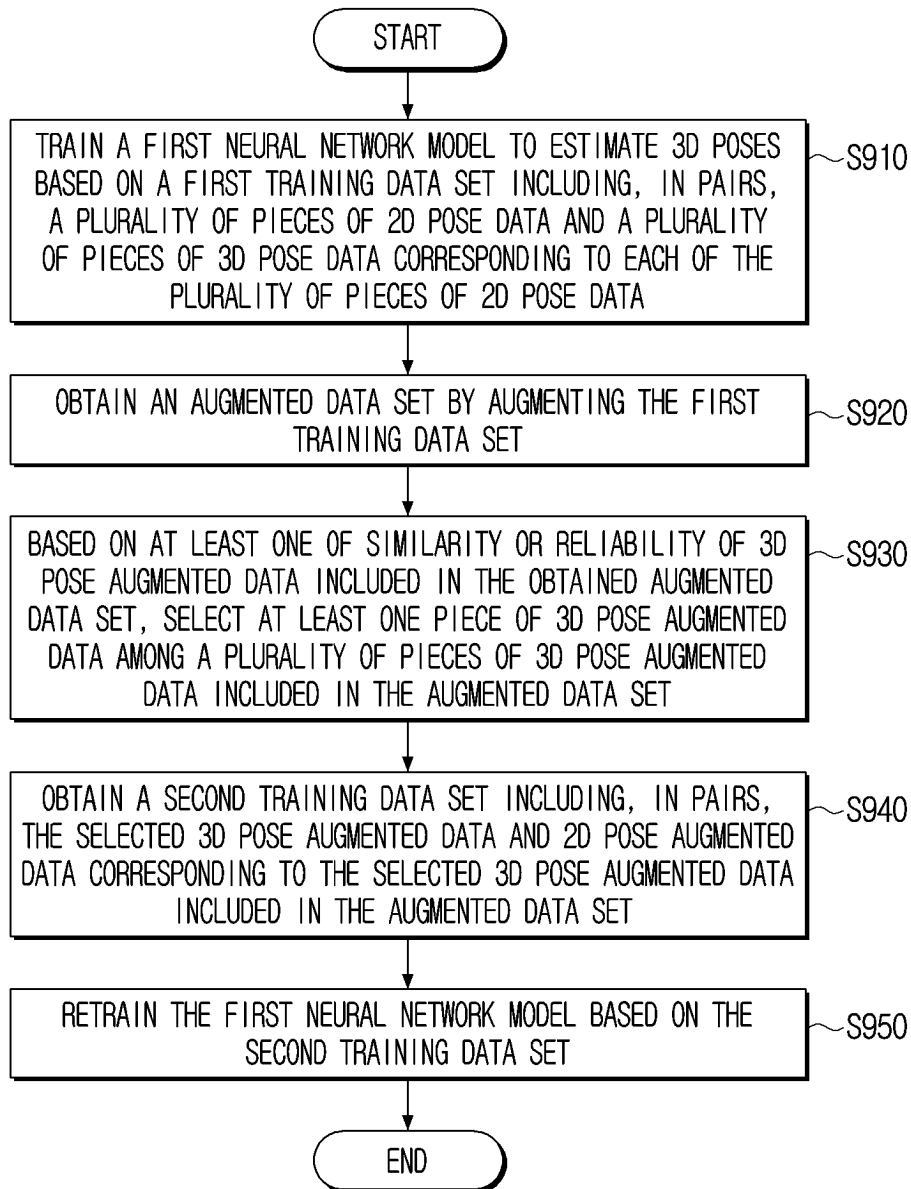 START
TRAIN A FIRST NEURAL NETWORK MODEL TO ESTIMATE 3D POSES
BASED ON A FIRST TRAINING DATA SET INCLUDING, IN PAIRS,
A PLURALITY OF PIECES OF 2D POSE DATA AND A PLURALITY
OF PIECES OF 3D POSE DATA CORRESPONDING TO EACH OF THE
PLURALITY OF PIECES OF 2D POSE DATA
S910
OBTAIN AN AUGMENTED DATA SET BY AUGMENTING THE FIRST
TRAINING DATA SET
S920
BASED ON AT LEAST ONE OF SIMILARITY OR RELIABILITY OF 3D
POSE AUGMENTED DATA INCLUDED IN THE OBTAINED AUGMENTED
DATA SET, SELECT AT LEAST ONE PIECE OF 3D POSE AUGMENTED
DATA AMONG A PLURALITY OF PIECES OF 3D POSE AUGMENTED
DATA INCLUDED IN THE AUGMENTED DATA SET
S930
OBTAIN A SECOND TRAINING DATA SET INCLUDING, IN PAIRS,
THE SELECTED 3D POSE AUGMENTED DATA AND 2D POSE AUGMENTED
DATA CORRESPONDING TO THE SELECTED 3D POSE AUGMENTED DATA
INCLUDED IN THE AUGMENTED DATA SET
S940
RETRAIN THE FIRST NEURAL NETWORK MODEL BASED ON THE
SECOND TRAINING DATA SET
S950
END